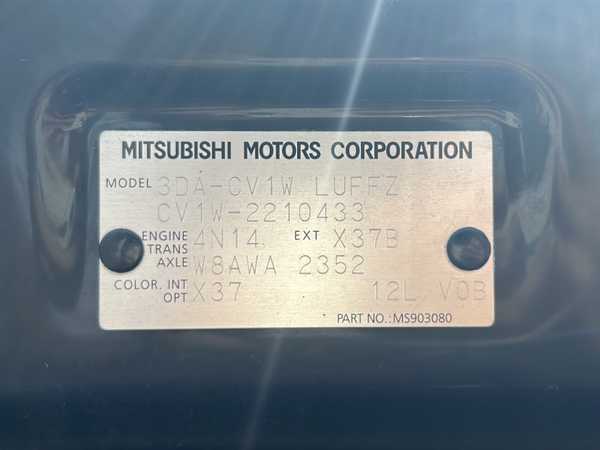 MITSUBISHI MOTORS CORPORATION
MODEL 3DA-CV1W LUFFZ
CV1W-2210433
ENGINE 4N14 EXT X37B
TRANS
AXLE W8AWA 2352
COLOR. INT X37 12L V0B
OPT
PART NO.:MS903080